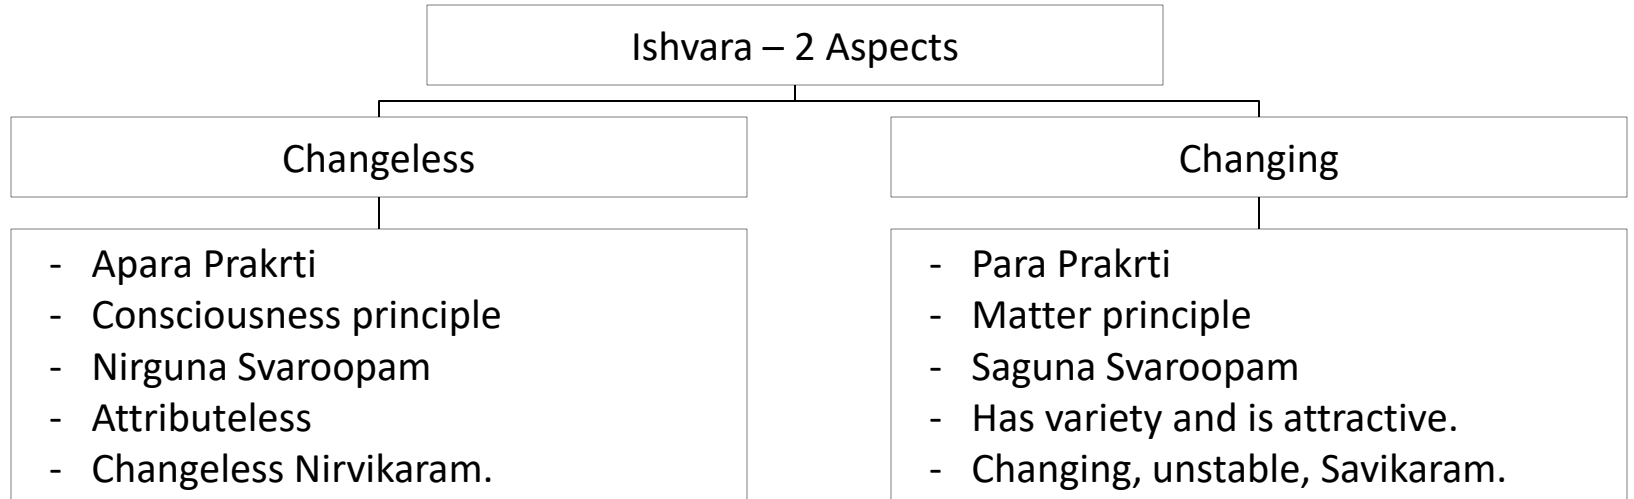 Ishvara – 2 Aspects
Changeless
Changing
- Apara Prakrti
- Consciousness principle
- Nirguna Svaroopam
- Attributeless
- Changeless Nirvikaram.
- Para Prakrti
- Matter principle
- Saguna Svaroopam
- Has variety and is attractive.
- Changing, unstable, Savikaram.